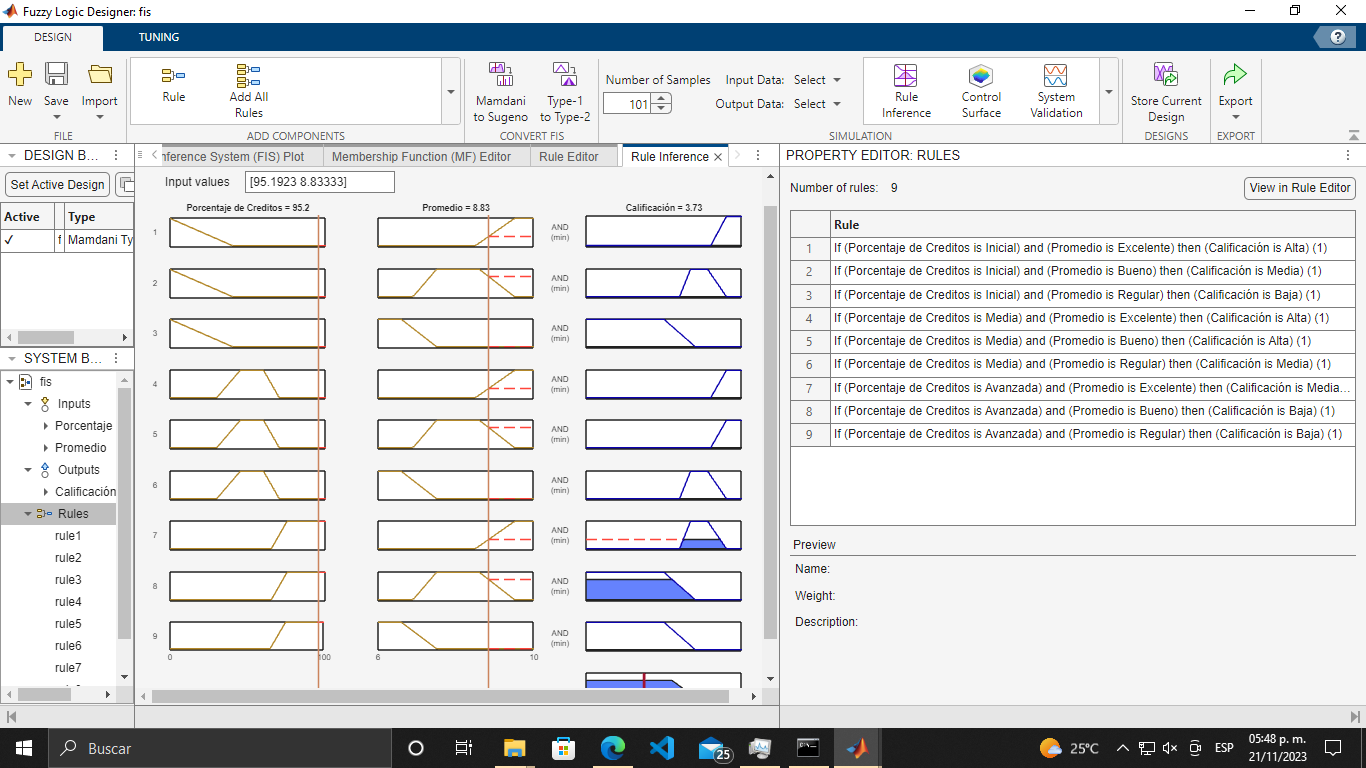 Fuzzy Logic Designer: fis
DESIGN
TUNING
New
Save
Import
FILE
Rule
Add All
Rules
ADD COMPONENTS
Mamdani
to Sugeno
Type-1
to Type-2
CONVERT FIS
Number of Samples
101
Input Data: Select
Output Data: Select
Rule
Inference
Control
Surface
System
Validation
SIMULATION
Store Current
Design
DESIGNS
Export
EXPORT
DESIGN B...
Set Active Design
Active
Type
f
Mamdani Ty
SYSTEM B...
fis
Inputs
Porcentaje
Promedio
Outputs
Calificación
Rules
rule1
rule2
rule3
rule4
rule5
rule6
rule7
nference System (FIS) Plot
Membership Function (MF) Editor
Rule Editor
Rule Inference
Input values [95.1923 8.83333]
Porcentaje de Creditos = 95.2
Promedio = 8.83
Calificación = 3.73
1
AND
(min)
2
AND
(min)
3
AND
(min)
4
AND
(min)
5
AND
(min)
6
AND
(min)
7
AND
(min)
8
AND
(min)
9
AND
(min)
0
100
6
10
PROPERTY EDITOR: RULES
Number of rules: 9
View in Rule Editor
Rule
1 If (Porcentaje de Creditos is Inicial) and (Promedio is Excelente) then (Calificación is Alta) (1)
2 If (Porcentaje de Creditos is Inicial) and (Promedio is Bueno) then (Calificación is Media) (1)
3 If (Porcentaje de Creditos is Inicial) and (Promedio is Regular) then (Calificación is Baja) (1)
4 If (Porcentaje de Creditos is Media) and (Promedio is Excelente) then (Calificación is Alta) (1)
5 If (Porcentaje de Creditos is Media) and (Promedio is Bueno) then (Calificación is Alta) (1)
6 If (Porcentaje de Creditos is Media) and (Promedio is Regular) then (Calificación is Media) (1)
7 If (Porcentaje de Creditos is Avanzada) and (Promedio is Excelente) then (Calificación is Media...
8 If (Porcentaje de Creditos is Avanzada) and (Promedio is Bueno) then (Calificación is Baja) (1)
9 If (Porcentaje de Creditos is Avanzada) and (Promedio is Regular) then (Calificación is Baja) (1)
Preview
Name:
Weight:
Description:
Buscar
25
25°C
ESP
05:48 p. m.
21/11/2023